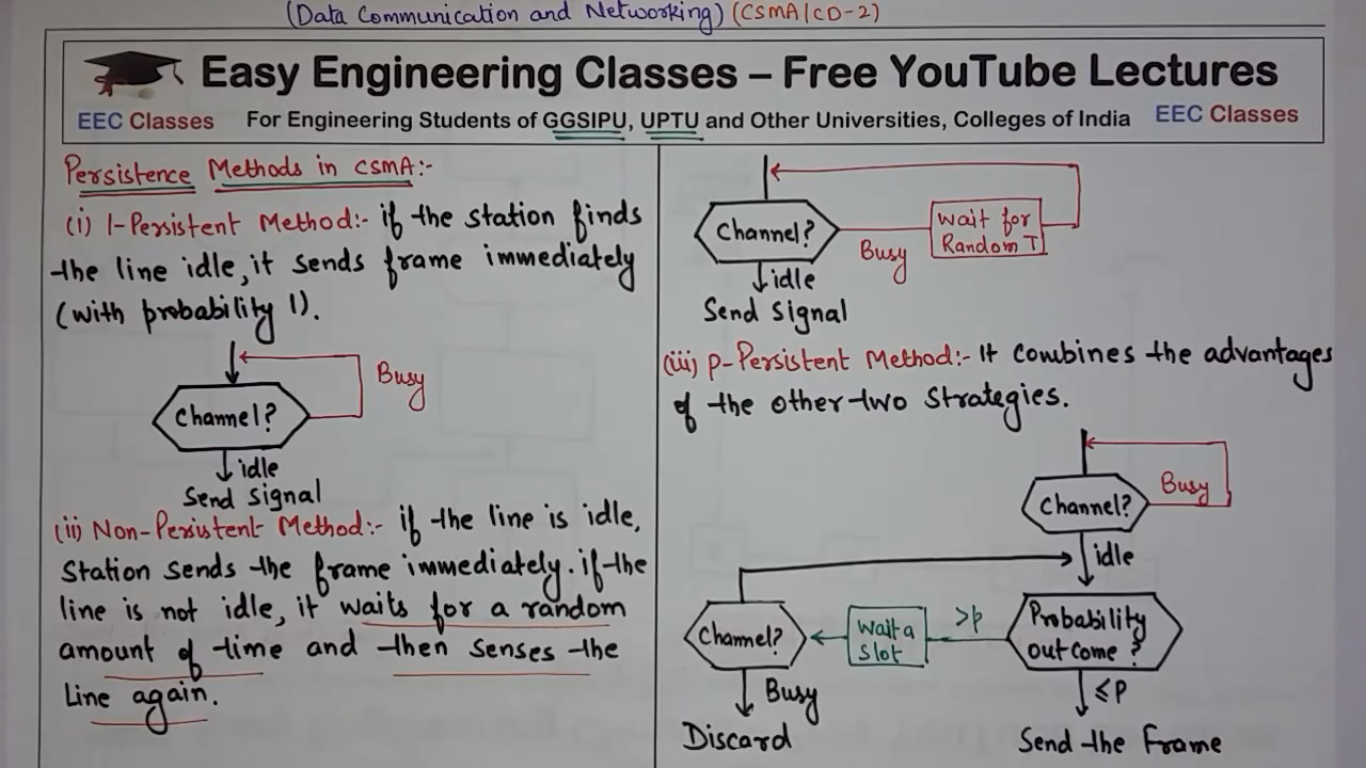 (Data Communication and Networking) (CSMA/CD-2)
Easy Engineering Classes – Free YouTube Lectures
EEC Classes For Engineering Students of GGSIPU, UPTU and Other Universities, Colleges of India EEC Classes
Persistence Methods in CSMA:-
(i) 1-Persistent Method:- if the station finds
the line idle, it sends frame immediately
(with probability 1).
Busy
Channel?
idle
Send Signal
(ii) Non-Persistent Method:- if the line is idle,
Station sends the frame immediately. if the
line is not idle, it waits for a random
amount of time and then senses the
Line again.
Channel?
Busy
Wait for
Random T
idle
Send Signal
(iii) p-Persistent Method:- It Combines the advantages
of the other two Strategies.
Channel?
Busy
idle
Probability
outcome?
>p
Wait a
Slot
Channel?
Busy
Discard
≤P
Send the Frame